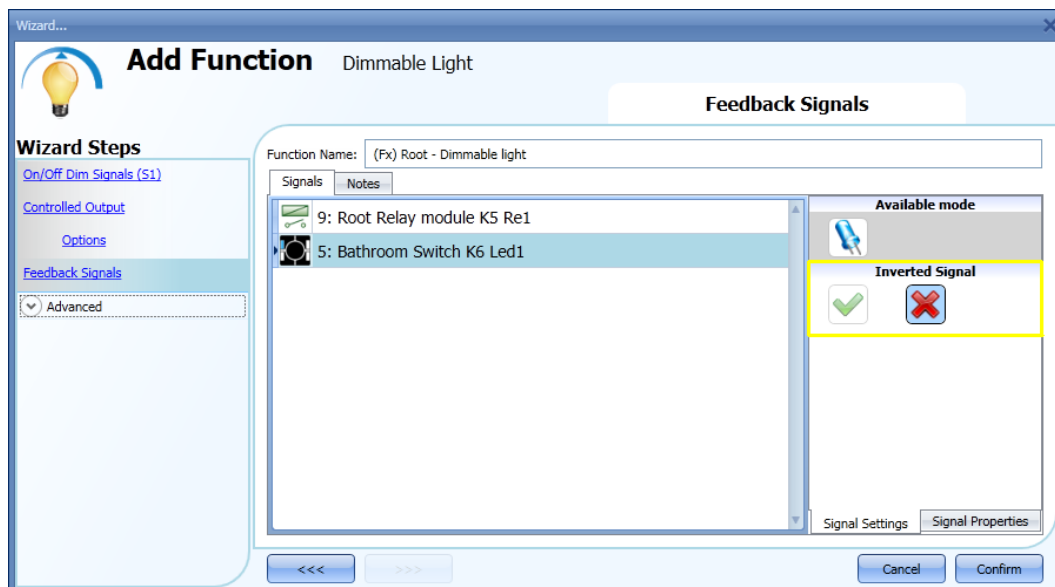 Wizard...
Add Function Dimmable Light
Feedback Signals
Wizard Steps
On/Off Dim Signals (S1)
Controlled Output
Options
Feedback Signals
Advanced
Function Name: (Fx) Root - Dimmable light
Signals Notes
9: Root Relay module K5 Re1
5: Bathroom Switch K6 Led1
Available mode
Inverted Signal
Signal Settings Signal Properties
<<< >>> Cancel Confirm